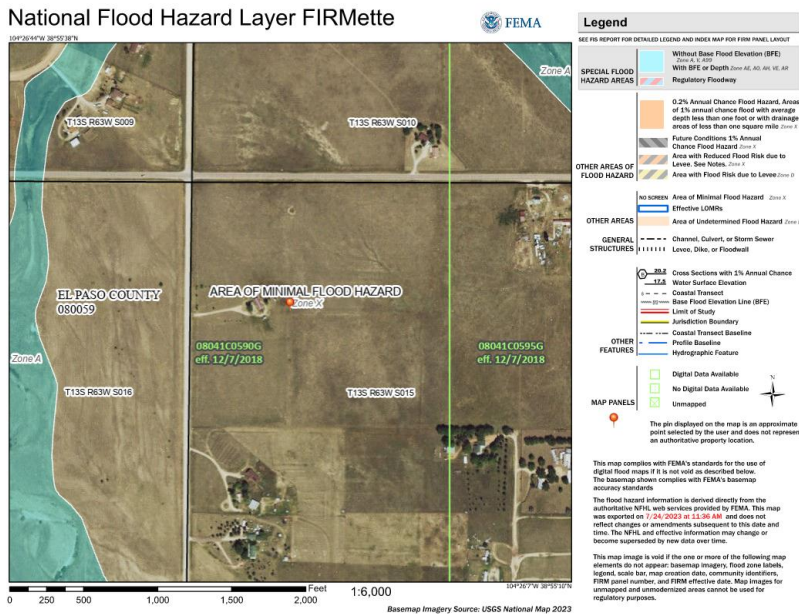 National Flood Hazard Layer FIRMette
FEMA
Legend
SEE FIS REPORT FOR DETAILED LEGEND AND INDEX MAP FOR FIRM PANEL LAYOUT
104°26'44"W 38°55'38"N
Zone A
T13S R63W S009
T13S R63W S010
EL PASO COUNTY
080059
AREA OF MINIMAL FLOOD HAZARD
Zone X
08041C0590G
eff. 12/7/2018
08041C0595G
eff. 12/7/2018
Zone A
T13S R63W S016
T13S R63W S015
SPECIAL FLOOD
HAZARD AREAS
Without Base Flood Elevation (BFE)
Zone A, V, A99
With BFE or Depth Zone AE, AO, AH, VE, AR
Regulatory Floodway
OTHER AREAS OF
FLOOD HAZARD
0.2% Annual Chance Flood Hazard, Areas
of 1% annual chance flood with average
depth less than one foot or with drainage
areas of less than one square mile Zone X
Future Conditions 1% Annual
Chance Flood Hazard Zone X
Area with Reduced Flood Risk due to
Levee. See Notes. Zone X
Area with Flood Risk due to Levee Zone D
OTHER AREAS
NO SCREEN Area of Minimal Flood Hazard Zone X
Effective LOMRs
Area of Undetermined Flood Hazard Zone
GENERAL
STRUCTURES
Channel, Culvert, or Storm Sewer
Levee, Dike, or Floodwall
OTHER
FEATURES
20.2 Cross Sections with 1% Annual Chance
17.5 Water Surface Elevation
Coastal Transect
Base Flood Elevation Line (BFE)
Limit of Study
Jurisdiction Boundary
Coastal Transect Baseline
Profile Baseline
Hydrographic Feature
MAP PANELS
Digital Data Available
No Digital Data Available
Unmapped
N
The pin displayed on the map is an approximate
point selected by the user and does not represent
an authoritative property location.
This map complies with FEMA's standards for the use of
digital flood maps if it is not void as described below.
The basemap shown complies with FEMA's basemap
accuracy standards
The flood hazard information is derived directly from the
authoritative NFHL web services provided by FEMA. This map
was exported on 7/24/2023 at 11:36 AM and does not
reflect changes or amendments subsequent to this date and
time. The NFHL and effective information may change or
become superseded by new data over time.
This map image is void if the one or more of the following map
elements do not appear: basemap imagery, flood zone labels,
legend, scale bar, map creation date, community identifiers,
FIRM panel number, and FIRM effective date. Map images for
unmapped and unmodernized areas cannot be used for
regulatory purposes.
0 250 500 1,000 1,500 2,000 Feet 1:6,000
104°26'7"W 38°55'10"N
Basemap Imagery Source: USGS National Map 2023